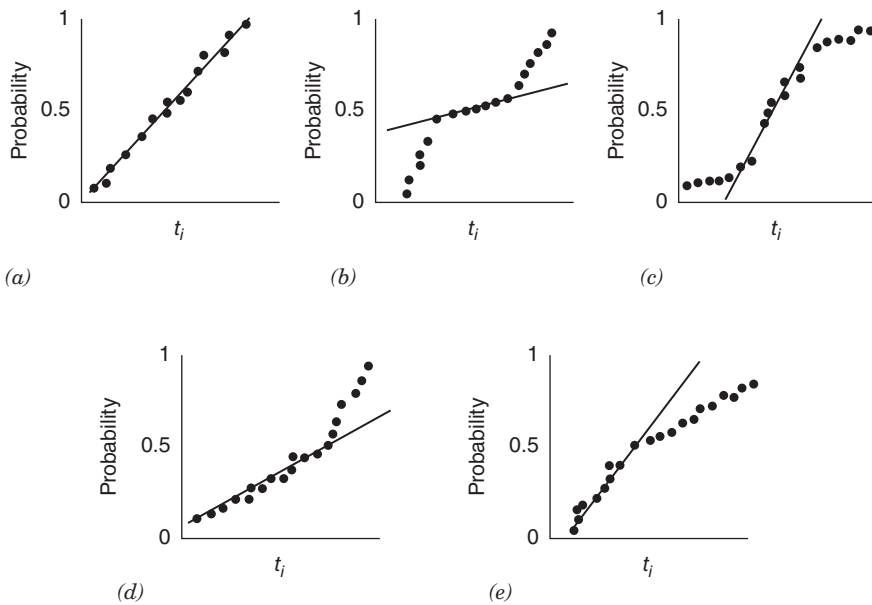 1 1 1
Probability 0.5 Probability 0.5 Probability 0.5
0 0 0
t_i t_i t_i
(a) (b) (c)
1 1
Probability 0.5 Probability 0.5
0 0
t_i t_i
(d) (e)